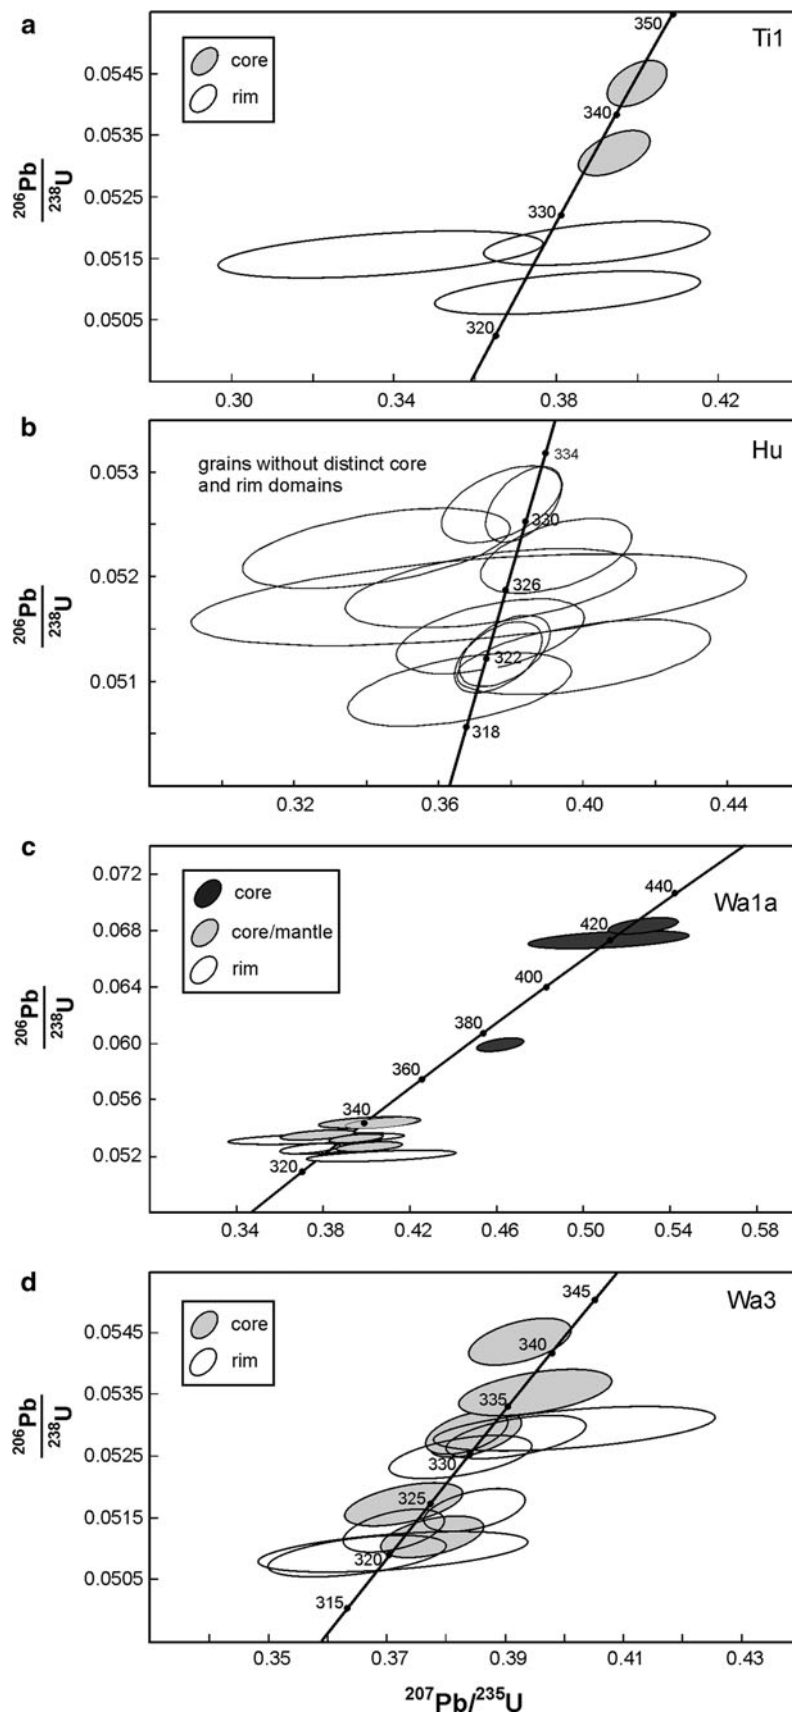 a
350
Ti1
core
rim
0.0545
340
0.0535
206Pb
238U
0.0525
330
0.0515
0.0505
320
0.30
0.34
0.38
0.42
b
334
Hu
grains without distinct core
and rim domains
0.053
330
206Pb
238U
0.052
326
322
0.051
318
0.32
0.36
0.40
0.44
c
0.072
440
Wa1a
core
0.068
420
core/mantle
rim
0.064
400
206Pb
238U
380
0.060
360
0.056
340
0.052
320
0.34
0.38
0.42
0.46
0.50
0.54
0.58
d
345
Wa3
core
0.0545
340
rim
0.0535
335
206Pb
238U
0.0525
330
325
0.0515
320
0.0505
315
0.35
0.37
0.39
0.41
0.43
207Pb/235U